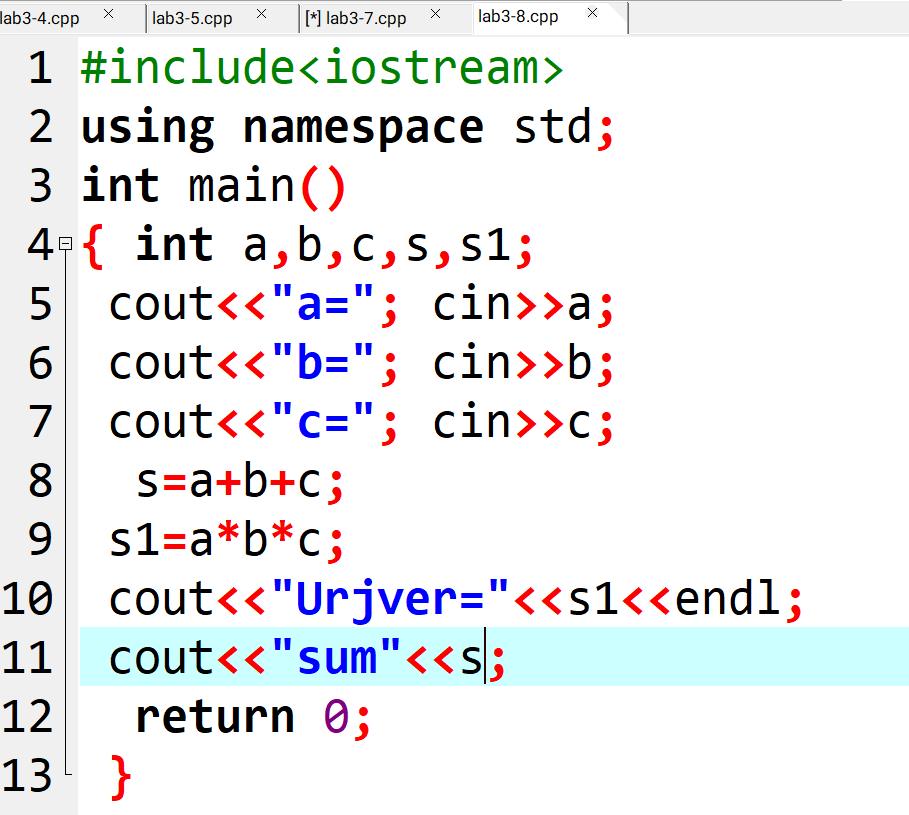 lab3-4.cpp × lab3-5.cpp × [*] lab3-7.cpp × lab3-8.cpp ×
1 #include<iostream>
2 using namespace std;
3 int main()
4 { int a,b,c,s,s1;
5 cout<<"a="; cin>>a;
6 cout<<"b="; cin>>b;
7 cout<<"c="; cin>>c;
8 s=a+b+c;
9 s1=a*b*c;
10 cout<<"Urjver="<<s1<<endl;
11 cout<<"sum"<<s;
12 return 0;
13 }